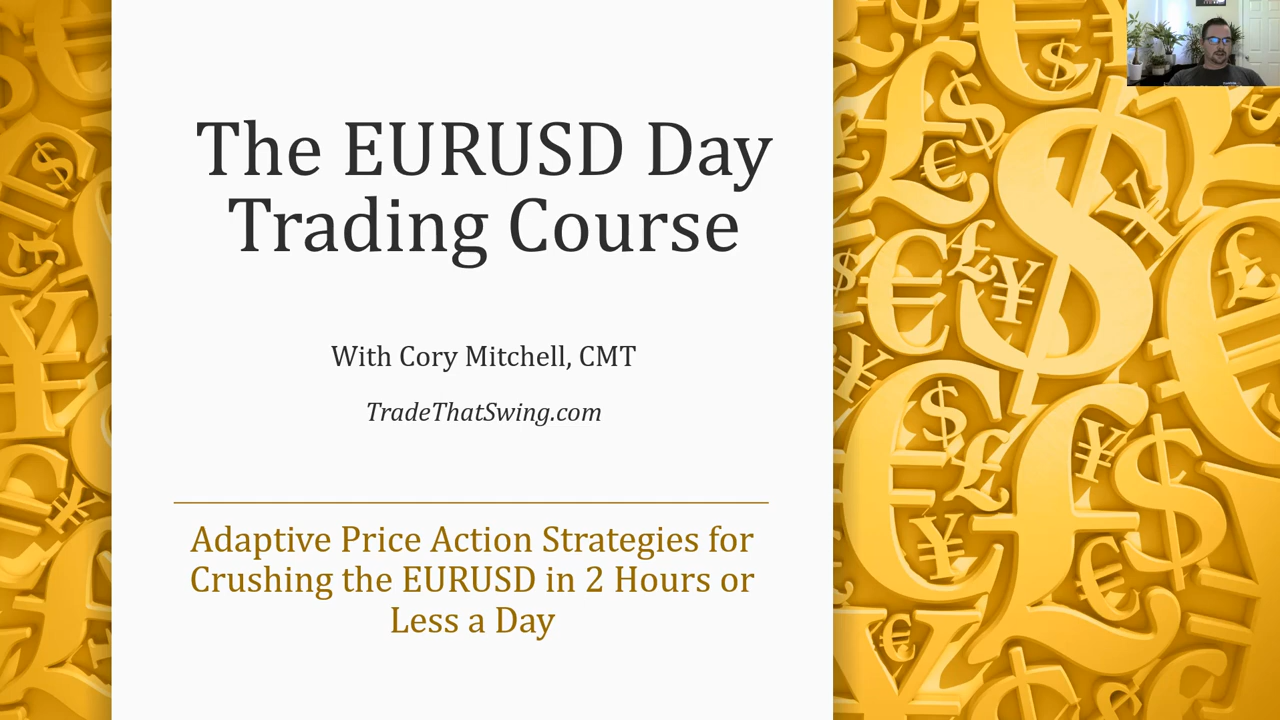 The EURUSD Day
Trading Course
With Cory Mitchell, CMT
TradeThatSwing.com
Adaptive Price Action Strategies for
Crushing the EURUSD in 2 Hours or
Less a Day